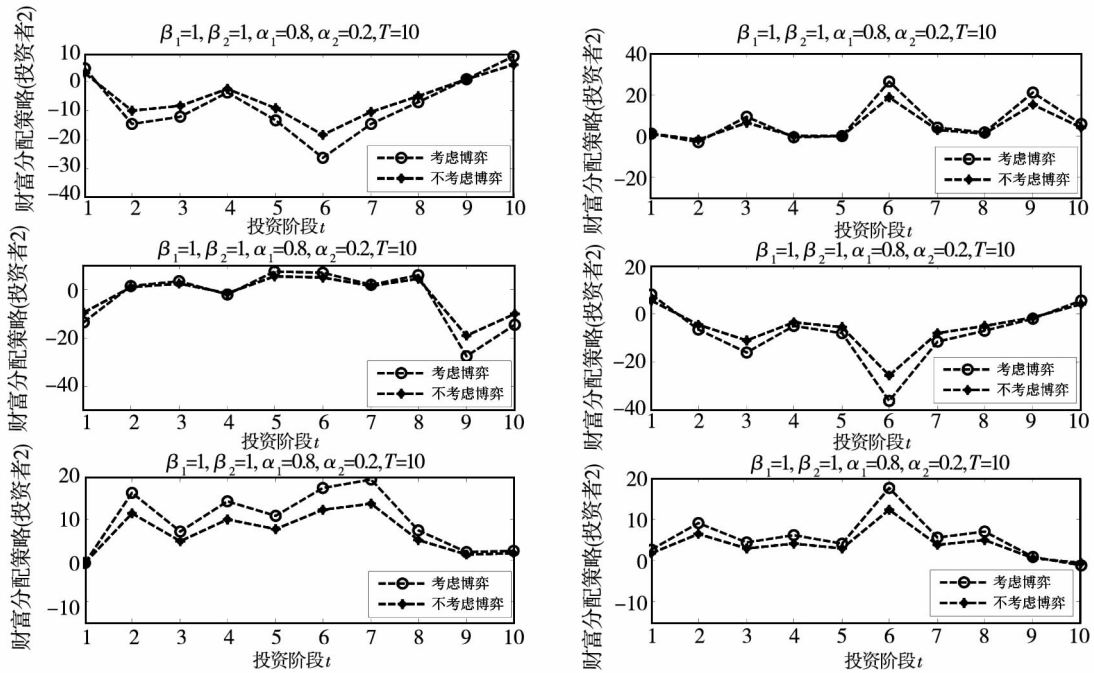 β1=1, β2=1, α1=0.8, α2=0.2,T=10
财富分配策略(投资者2)
10
0
−10
−20
−30
−40
考虑博弈
不考虑博弈
1 2 3 4 5 6 7 8 9 10
投资阶段t
β1=1, β2=1, α1=0.8, α2=0.2,T=10
财富分配策略(投资者2)
40
20
0
−20
考虑博弈
不考虑博弈
1 2 3 4 5 6 7 8 9 10
投资阶段t
β1=1, β2=1, α1=0.8, α2=0.2,T=10
财富分配策略(投资者2)
0
−20
−40
考虑博弈
不考虑博弈
1 2 3 4 5 6 7 8 9 10
投资阶段t
β1=1, β2=1, α1=0.8, α2=0.2,T=10
财富分配策略(投资者2)
20
0
−20
−40
考虑博弈
不考虑博弈
1 2 3 4 5 6 7 8 9 10
投资阶段t
β1=1, β2=1, α1=0.8, α2=0.2,T=10
财富分配策略(投资者2)
20
10
0
−10
考虑博弈
不考虑博弈
1 2 3 4 5 6 7 8 9 10
投资阶段t
β1=1, β2=1, α1=0.8, α2=0.2,T=10
财富分配策略(投资者2)
20
10
0
−10
考虑博弈
不考虑博弈
1 2 3 4 5 6 7 8 9 10
投资阶段t